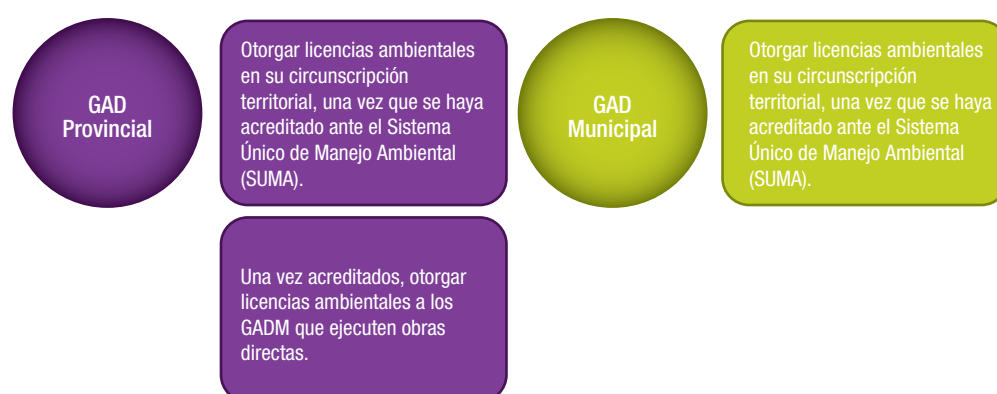 GAD
Provincial
Otorgar licencias ambientales
en su circunscripción
territorial, una vez que se haya
acreditado ante el Sistema
Único de Manejo Ambiental
(SUMA).
GAD
Municipal
Otorgar licencias ambientales
en su circunscripción
territorial, una vez que se haya
acreditado ante el Sistema
Único de Manejo Ambiental
(SUMA).
Una vez acreditados, otorgar
licencias ambientales a los
GADM que ejecuten obras
directas.